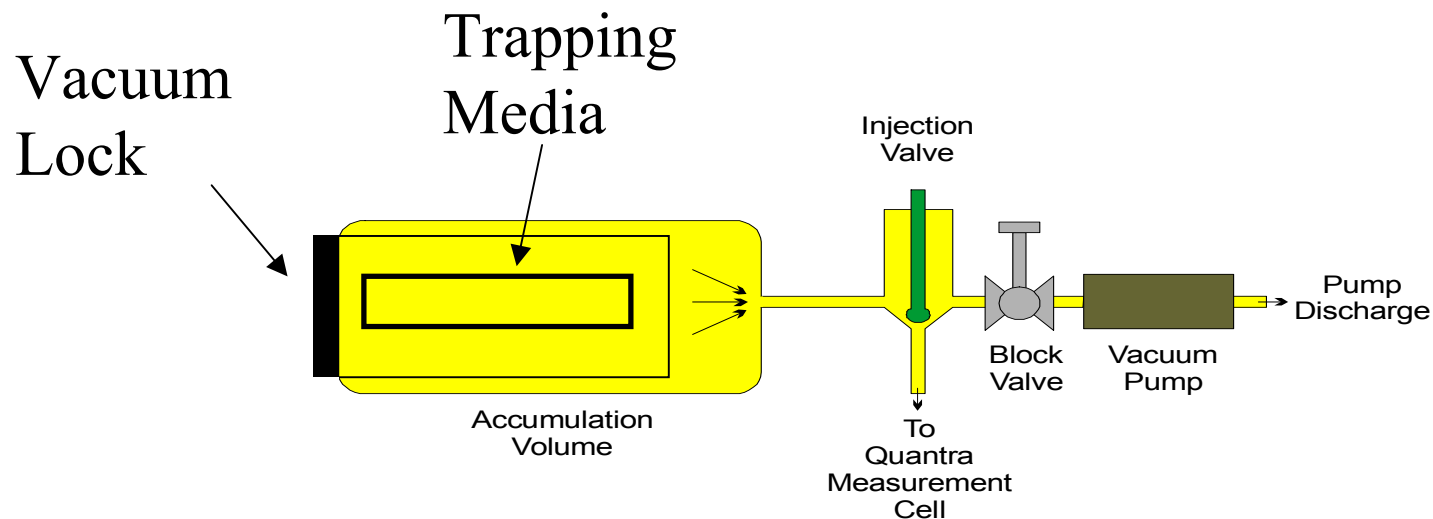 Vacuum
Lock
Trapping
Media
Injection
Valve
Pump
Discharge
Block
Valve
Vacuum
Pump
Accumulation
Volume
To
Quantra
Measurement
Cell